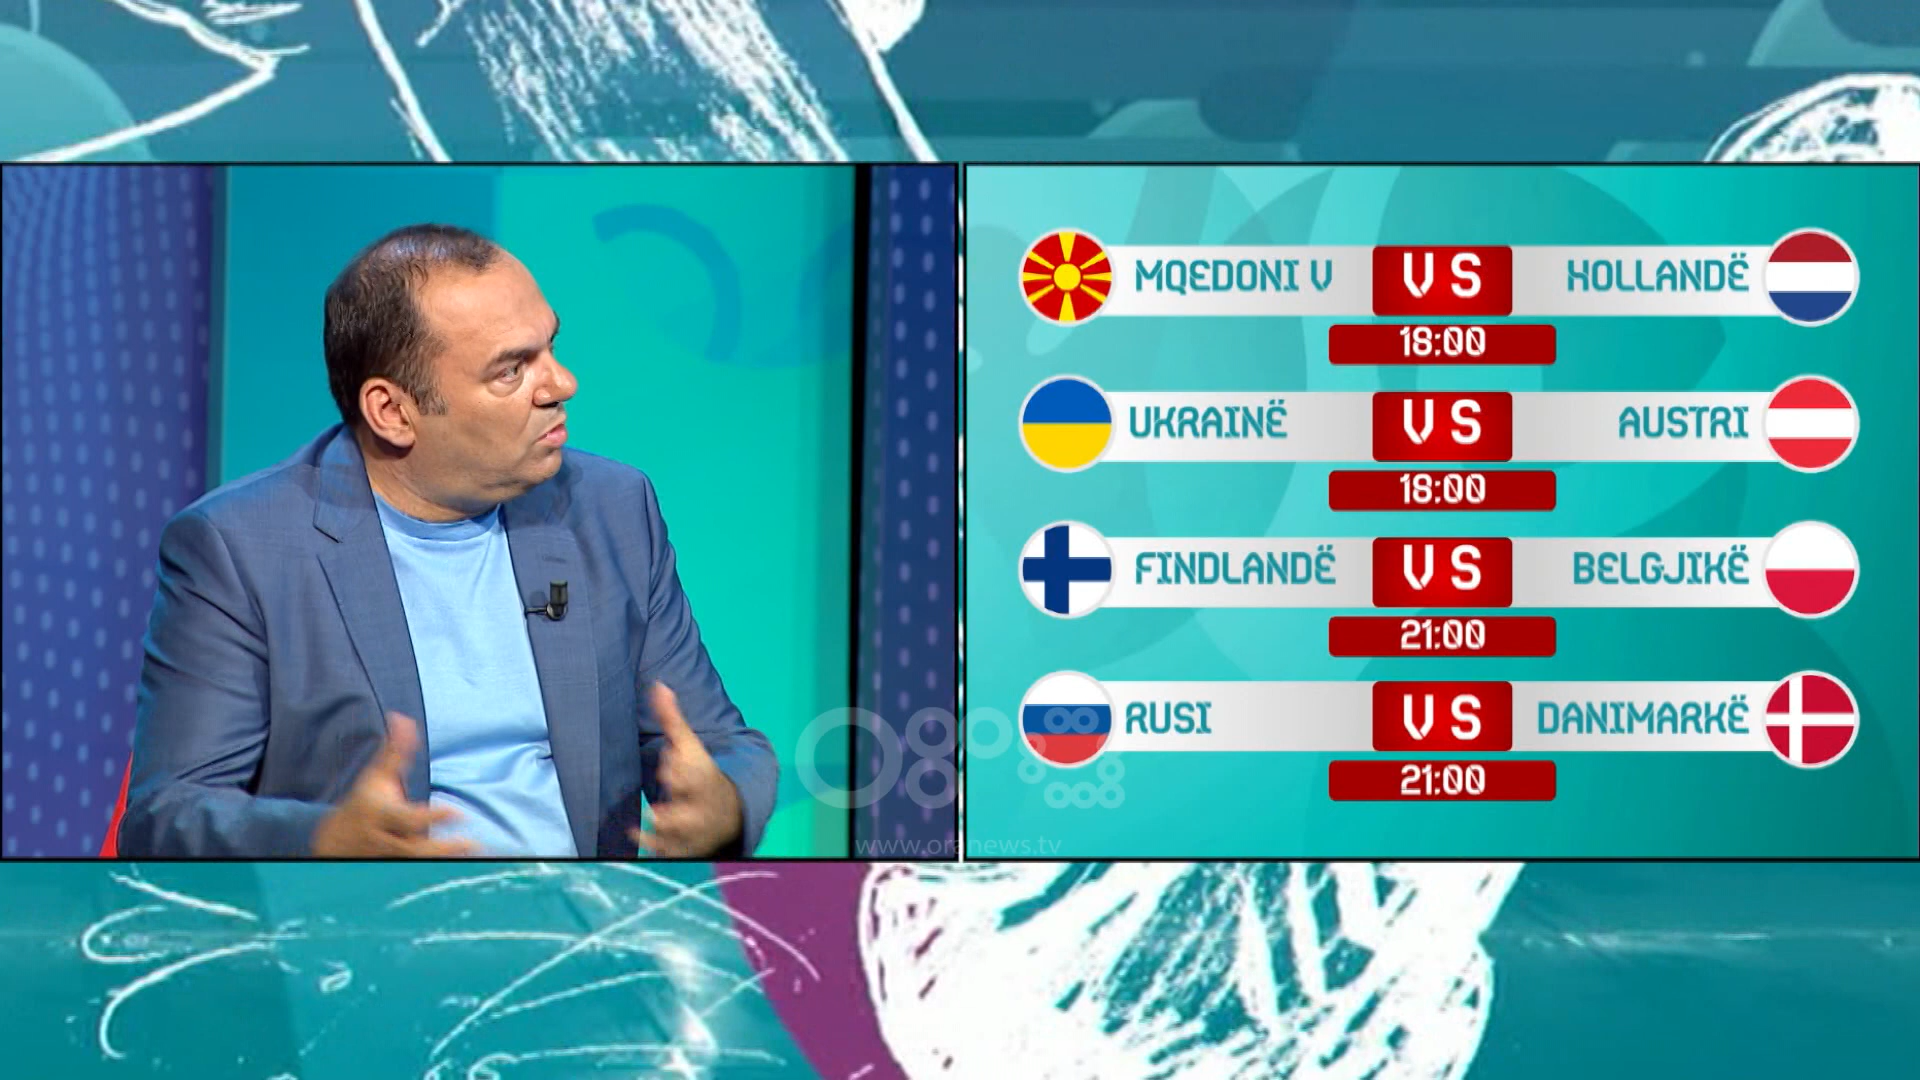 MQEDONI V VS HOLLANDË
18:00
UKRAINË VS AUSTRI
18:00
FINDLANDË VS BELGJIKË
21:00
RUSI VS DANIMARKË
21:00
www.oranews.tv